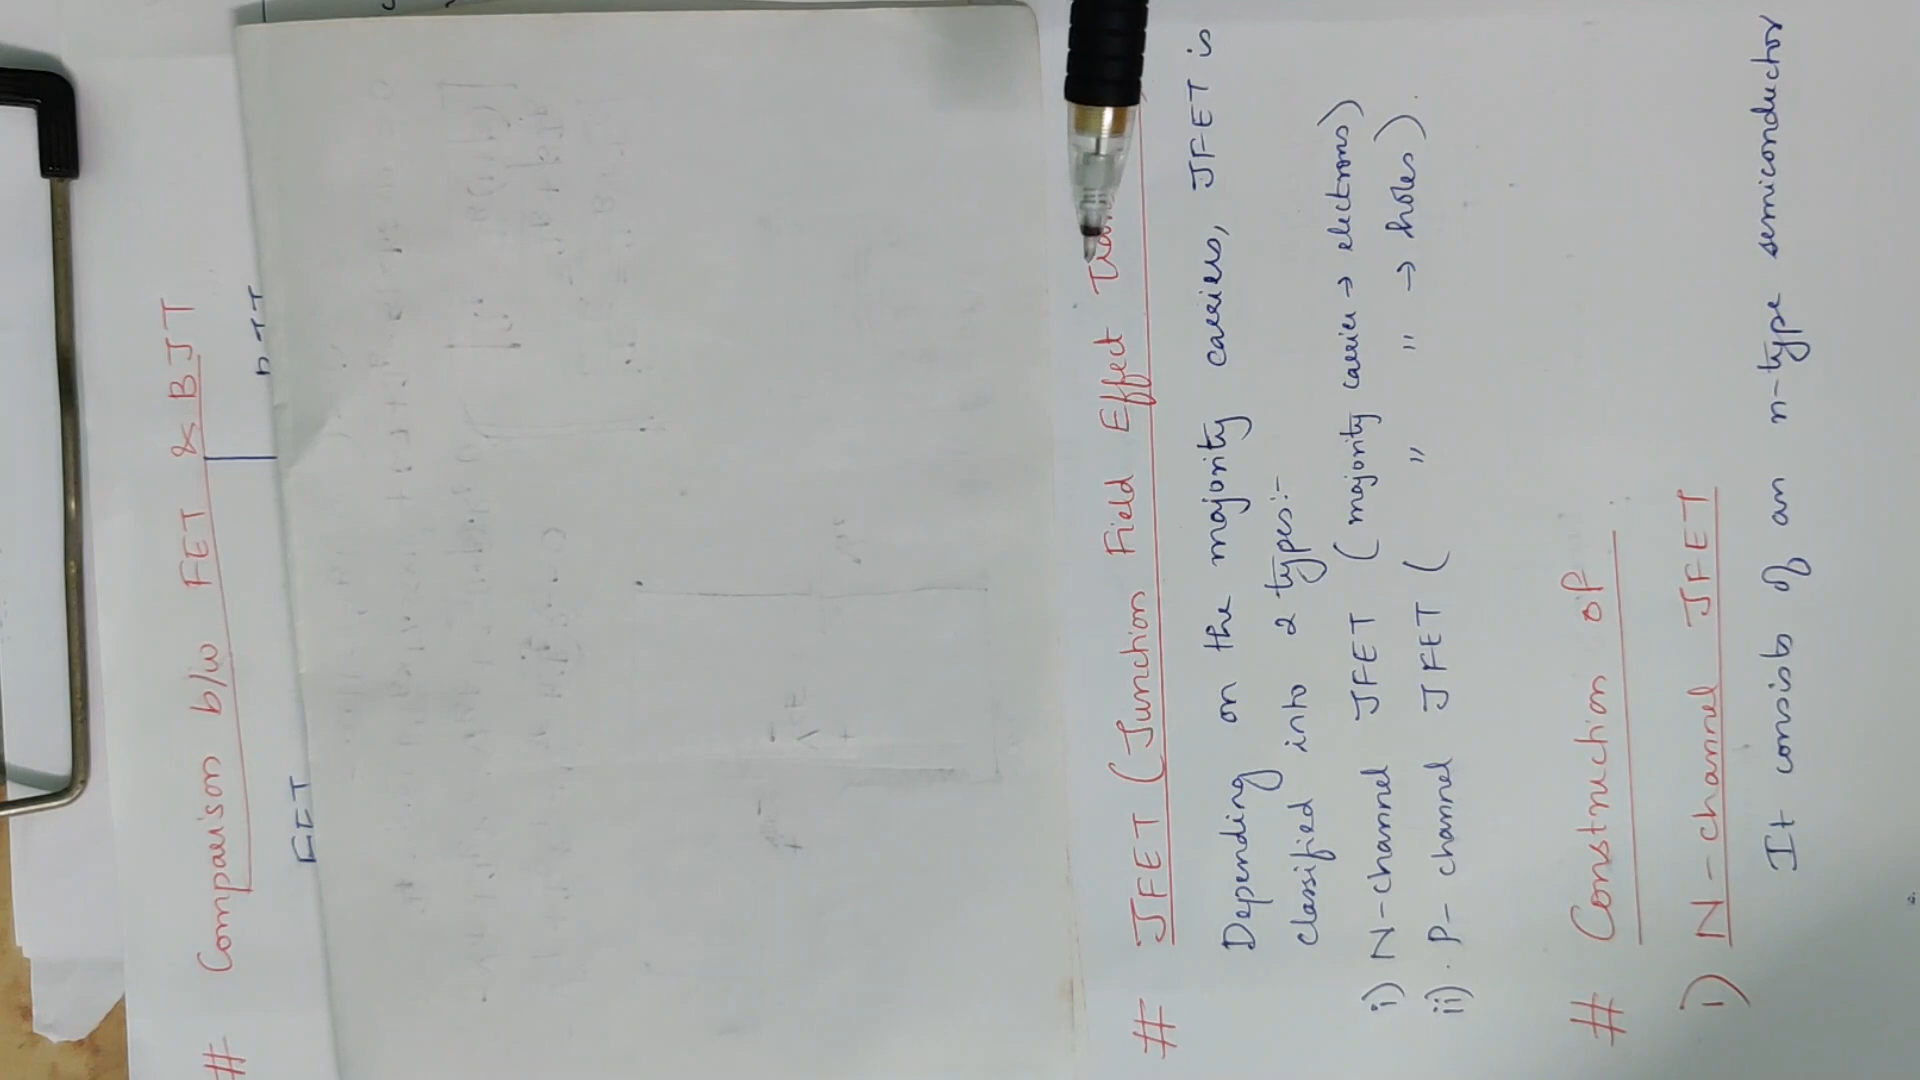 # Comparison b/w FET & BJT
FET
# JFET (Junction Field Effect
Depending on the majority carriers, JFET is
classified into 2 types:-
i) N-channel JFET (majority carrier → electrons)
ii). P- channel JFET ( " " → holes).
# Construction of
i) N-channel JFET
It consists of an n-type semiconductor